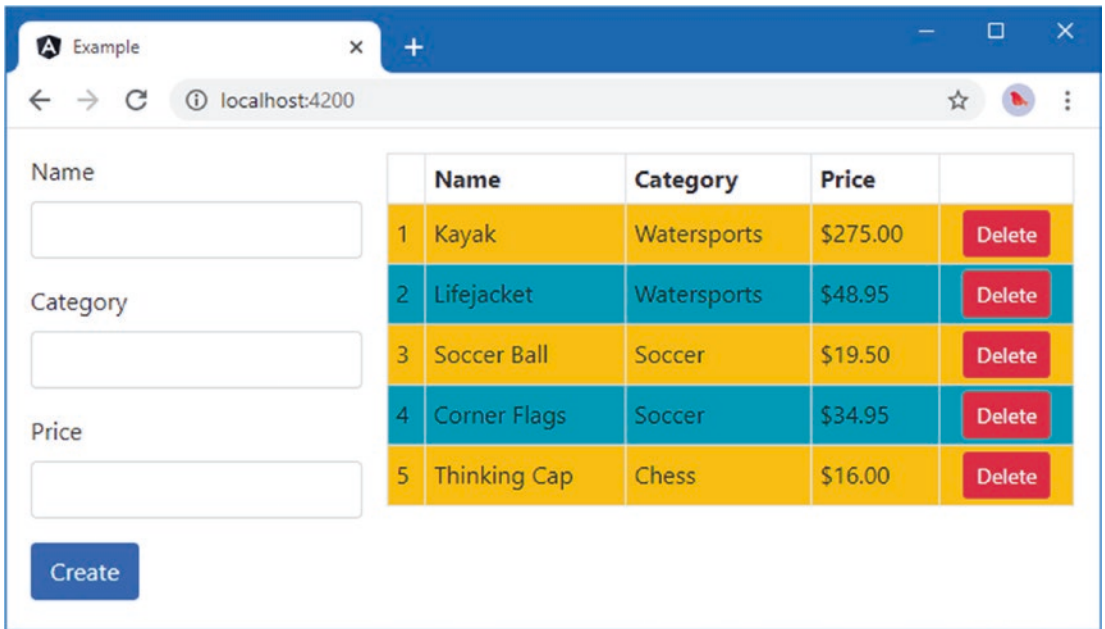 Example
localhost:4200
Name
Category
Price
Create
Name Category Price
1 Kayak Watersports $275.00 Delete
2 Lifejacket Watersports $48.95 Delete
3 Soccer Ball Soccer $19.50 Delete
4 Corner Flags Soccer $34.95 Delete
5 Thinking Cap Chess $16.00 Delete